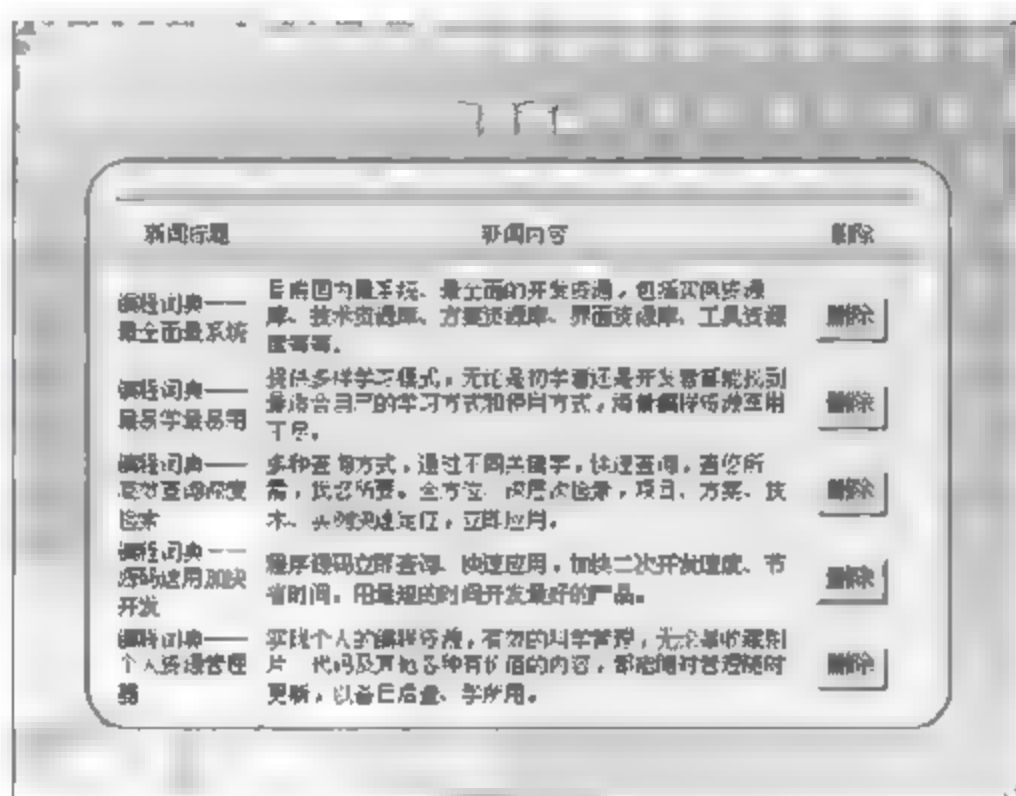 新闻标题 新闻内容 删除
编程词典——
最全面最系统
目前国内最系统、最全面的开发资源,包括实例资源
库、技术资源库、方案资源库、界面资源库、工具资源
库等等。
删除
编程词典——
最易学最易用
提供多样学习模式,无论是初学者还是开发者都能找到
最适合自己的学习方式和使用方式,海量编程资源享用
不尽。
删除
编程词典——
高效查询深度
检索
多种查询方式,通过不同关键字,快速查询,查您所
需,找您所要。全方位、多层次检索,项目、方案、技
术、实例快速定位,立即应用。
删除
编程词典——
源码运用加快
开发
程序源码立即查询、快速应用,加快二次开发速度、节
省时间。用最短的时间开发最好的产品。
删除
编程词典——
个人资源管理
器
实现个人的编程资源,有效的科学管理,无论是收藏图
片、代码及其他各种有价值的内容,都能随时管理随时
更新,以备日后查、学所用。
删除